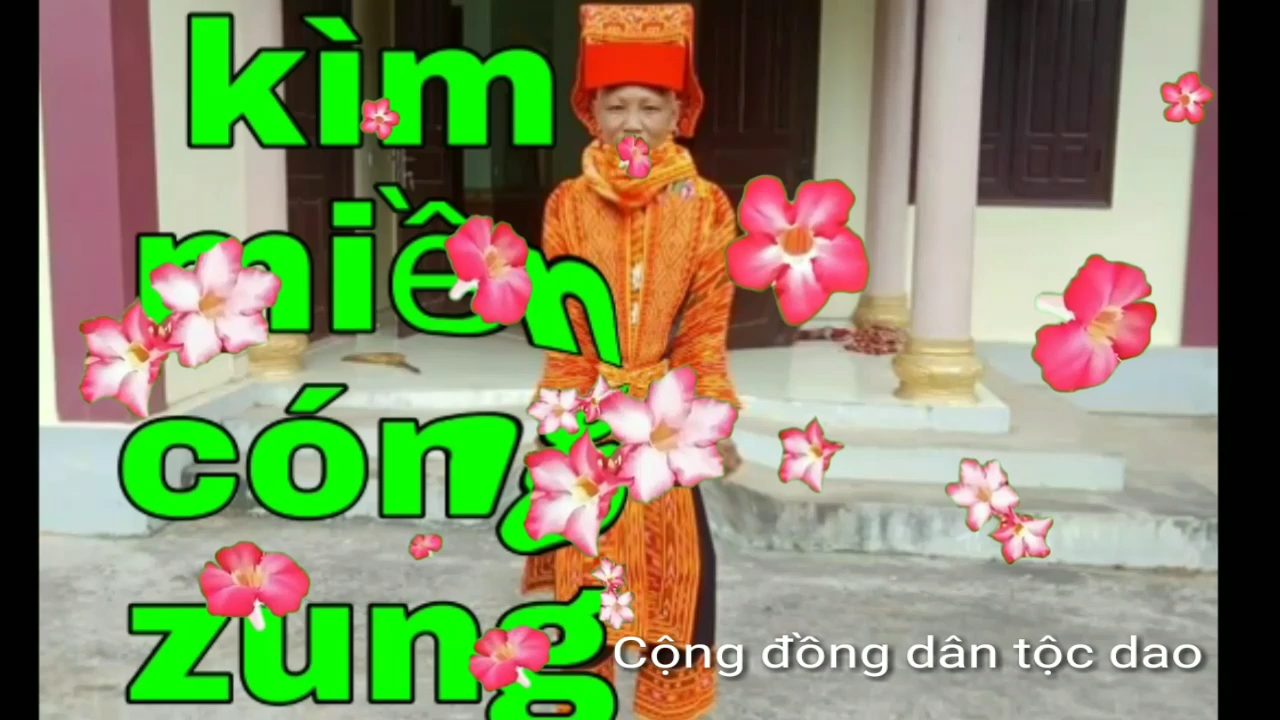 kìm
miền
cóng
zung
Cộng đồng dân tộc dao